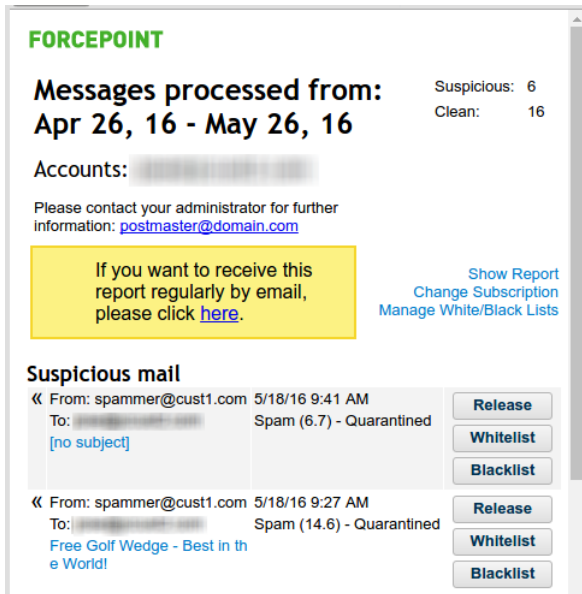 FORCEPOINT
Messages processed from:
Apr 26, 16 - May 26, 16
Suspicious: 6
Clean: 16
Accounts:
Please contact your administrator for further
information: postmaster@domain.com
If you want to receive this
report regularly by email,
please click here.
Show Report
Change Subscription
Manage White/Black Lists
Suspicious mail
« From: spammer@cust1.com 5/18/16 9:41 AM
To: Spam (6.7) - Quarantined
[no subject]
Release
Whitelist
Blacklist
« From: spammer@cust1.com 5/18/16 9:27 AM
To: Spam (14.6) - Quarantined
Free Golf Wedge - Best in th
e World!
Release
Whitelist
Blacklist